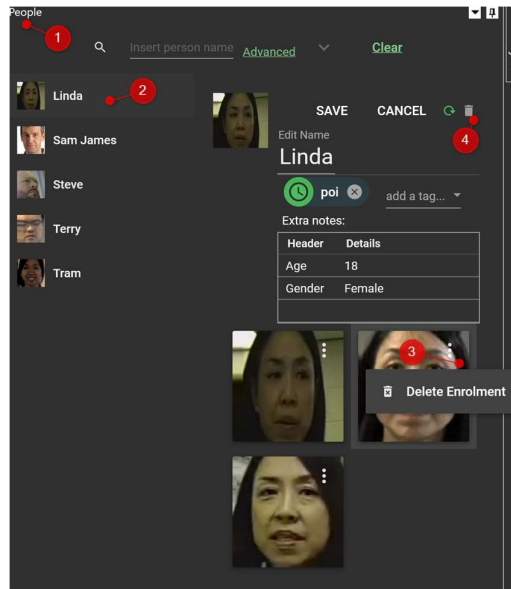 People
1
Insert person name Advanced Clear
Linda 2
SAVE CANCEL
4
Edit Name
Linda
Sam James
Steve
poi add a tag...
Extra notes:
Terry
Header Details
Age 18
Tram
Gender Female
3
Delete Enrolment